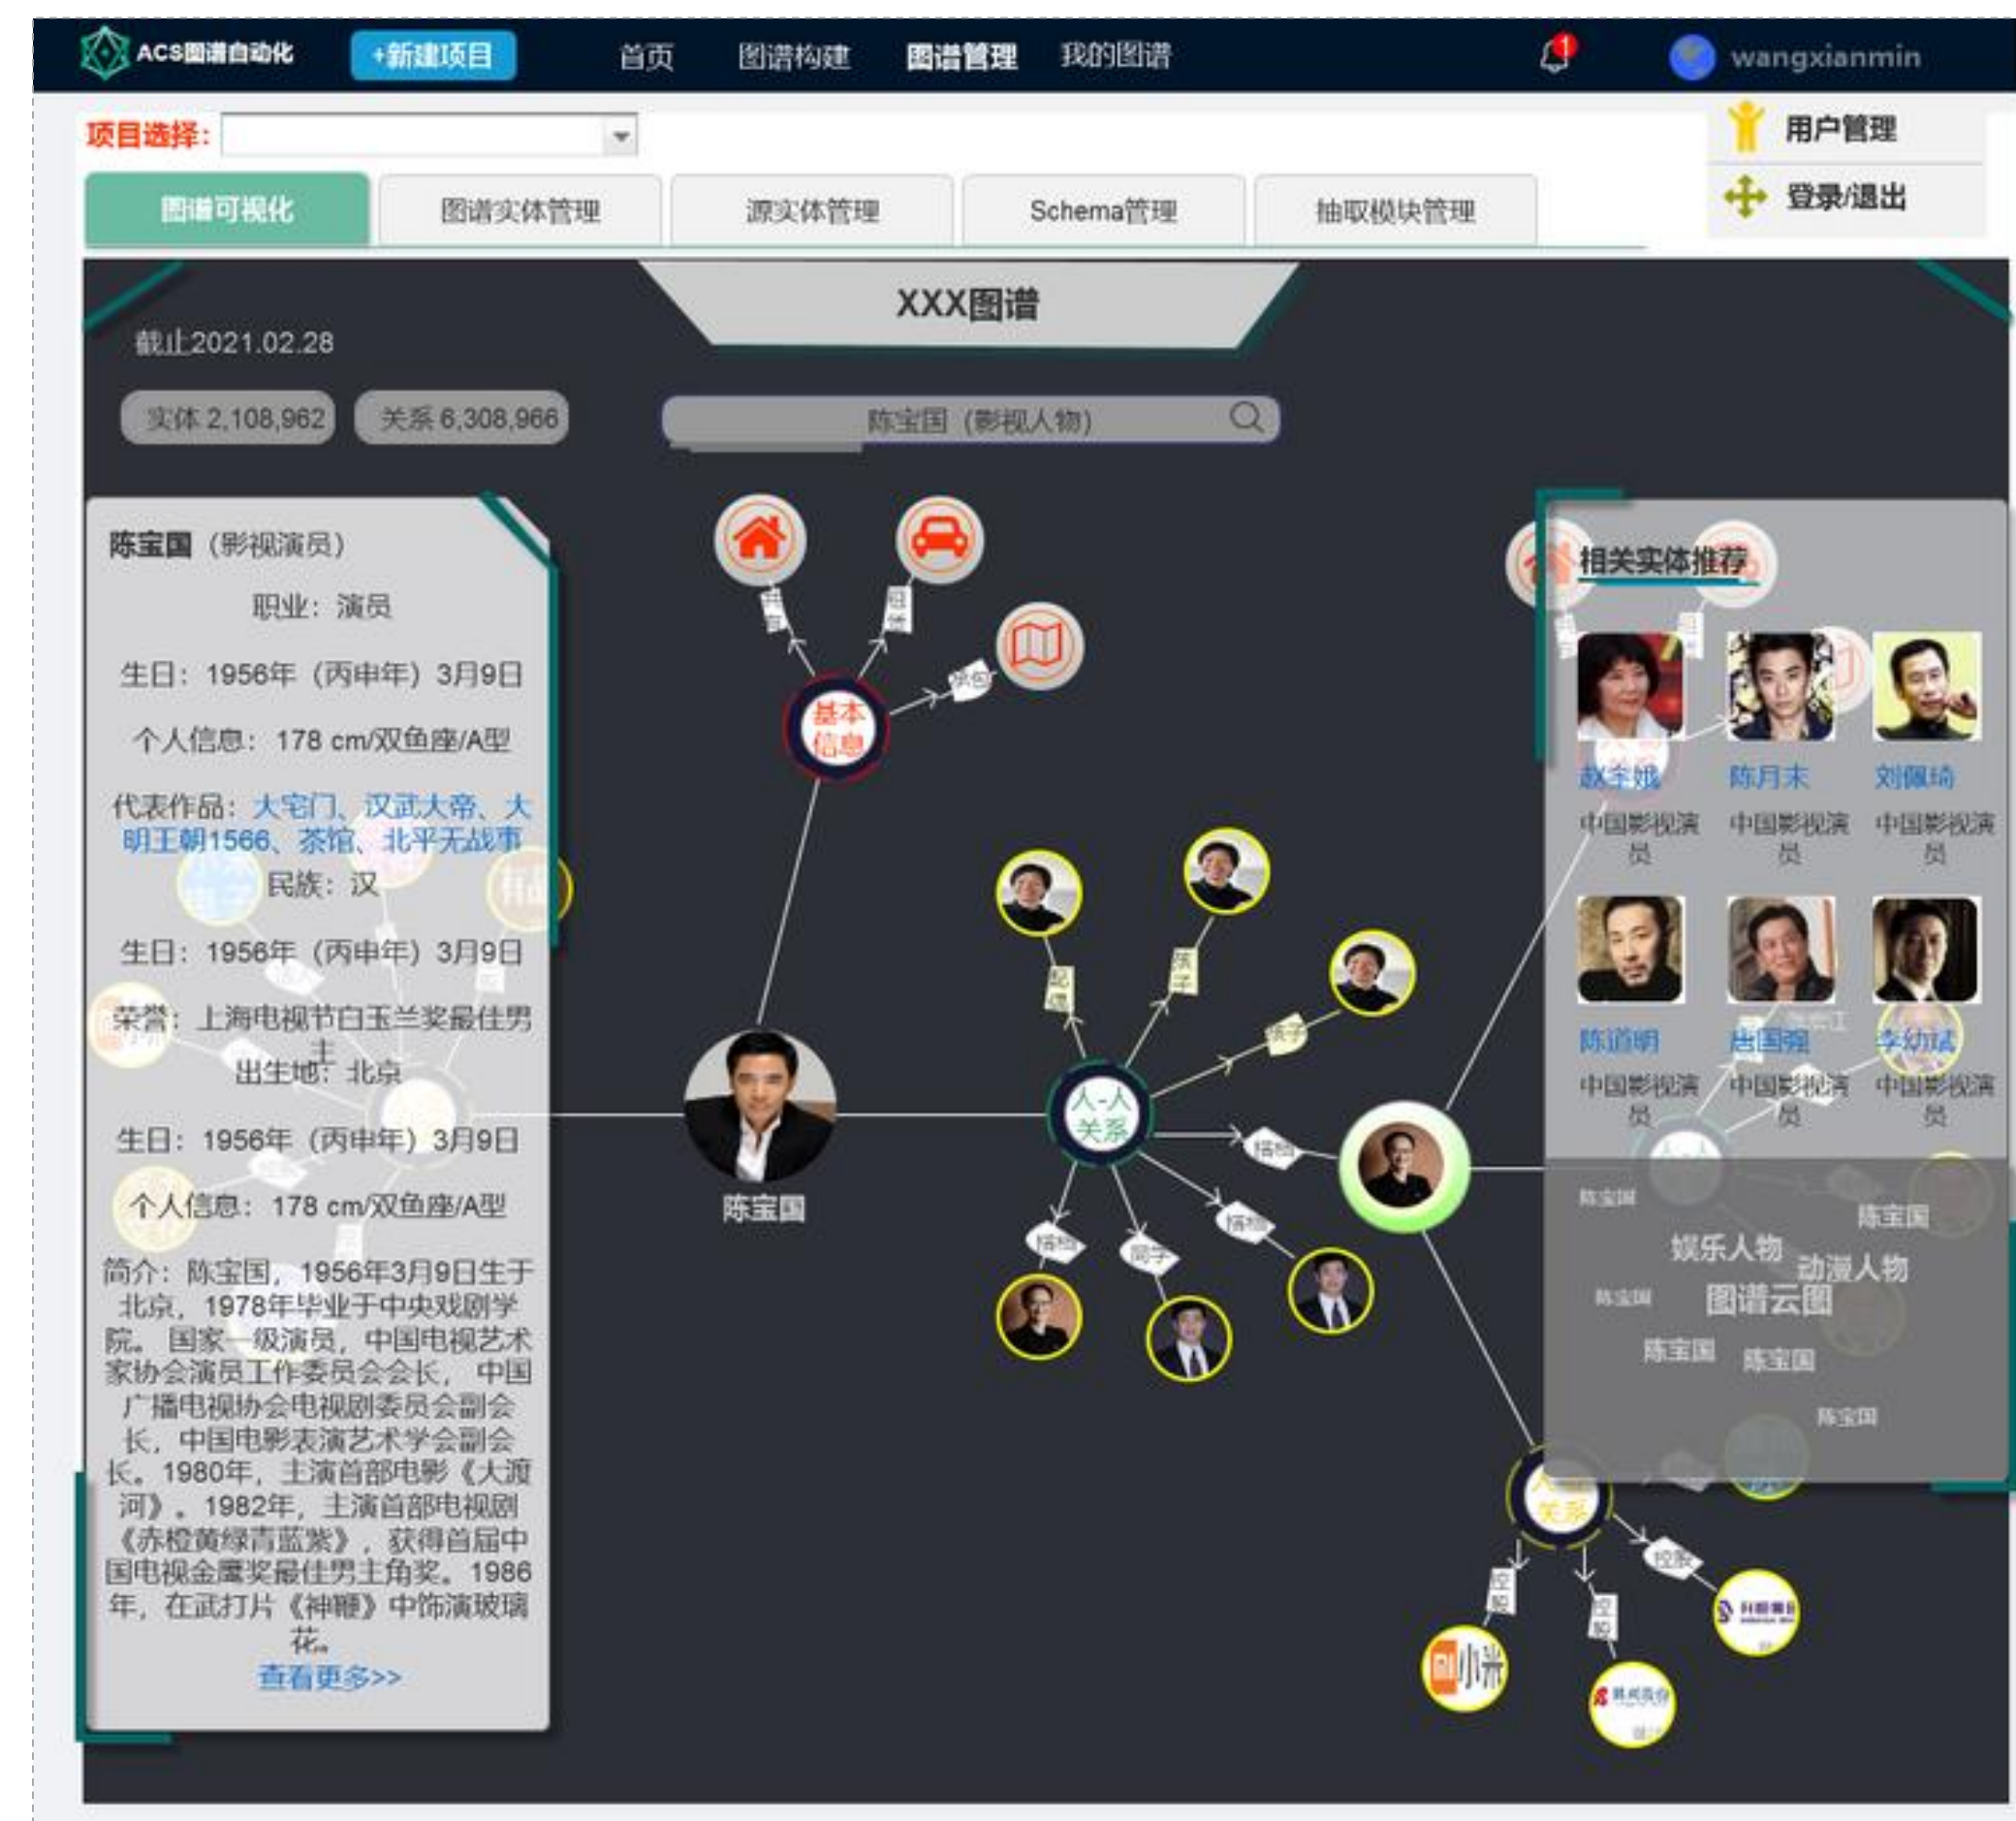 ACS图谱自动化
+新建项目
首页
图谱构建
图谱管理
我的图谱
1
wangxianmin
项目选择：
用户管理
登录/退出
图谱可视化
图谱实体管理
源实体管理
Schema管理
抽取模块管理
XXX图谱
截止2021.02.28
实体 2,108,962
关系 6,308,966
陈宝国（影视人物）
陈宝国（影视演员）
职业：演员
生日：1956年（丙申年）3月9日
个人信息：178 cm/双鱼座/A型
代表作品：大宅门、汉武大帝、大
明王朝1566、茶馆、北平无战事
民族：汉
生日：1956年（丙申年）3月9日
荣誉：上海电视节白玉兰奖最佳男
主
出生地：北京
生日：1956年（丙申年）3月9日
个人信息：178 cm/双鱼座/A型
简介：陈宝国，1956年3月9日生于
北京，1978年毕业于中央戏剧学
院。 国家一级演员，中国电视艺术
家协会演员工作委员会会长， 中国
广播电视协会电视剧委员会副会
长，中国电影表演艺术学会副会
长。1980年，主演首部电影《大渡
河》。1982年，主演首部电视剧
《赤橙黄绿青蓝紫》，获得首届中
国电视金鹰奖最佳男主角奖。1986
年，在武打片《神鞭》中饰演玻璃
花。
查看更多>>
租赁
承包
基本
信息
陈宝国
配偶
孩子
孩子
人-人
关系
搭档
搭档
搭档
同学
关系
控股
控股
控股
小米
相关实体推荐
赵奎娥
陈月末
刘佩琦
中国影视演
员
中国影视演
员
中国影视演
员
陈道明
唐国强
李幼斌
中国影视演
员
中国影视演
员
中国影视演
员
陈宝国
陈宝国
娱乐人物
动漫人物
陈宝国
图谱云图
陈宝国
陈宝国
陈宝国